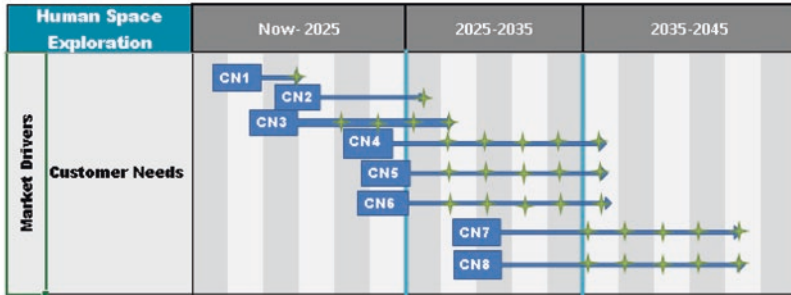 Human Space
Exploration
Now- 2025
2025-2035
2035-2045
Market Drivers
Customer Needs
CN1
CN2
CN3
CN4
CN5
CN6
CN7
CN8